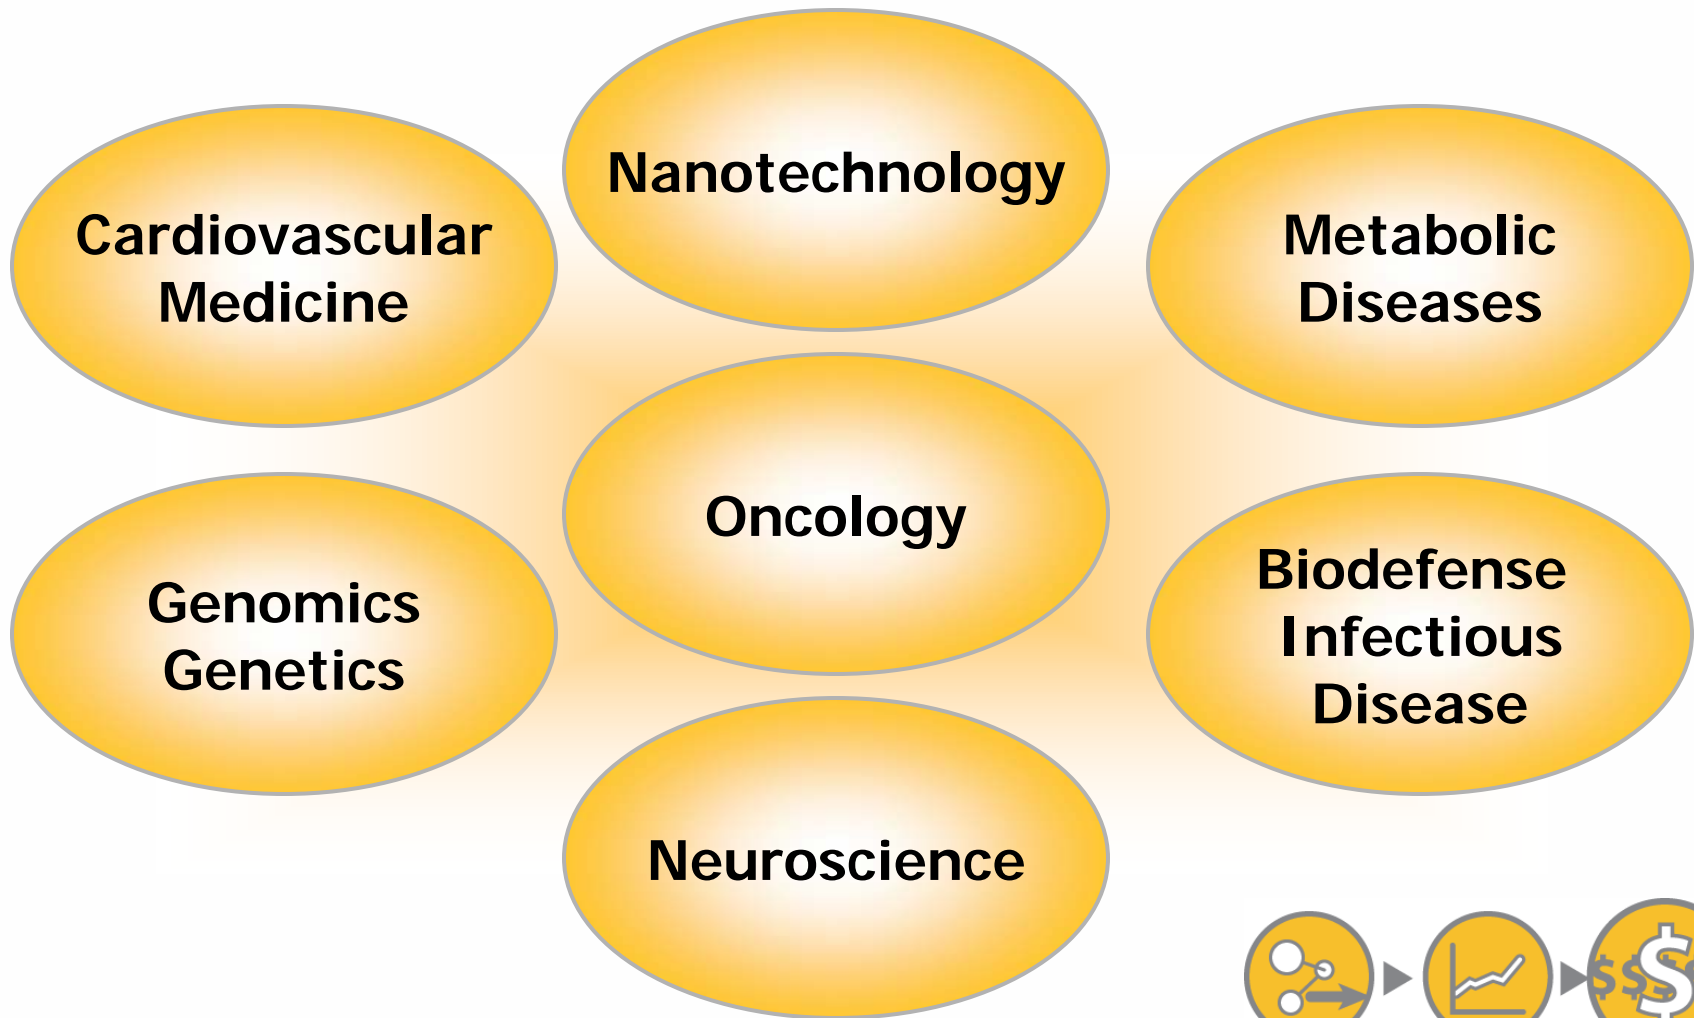 Nanotechnology
Cardiovascular
Medicine
Metabolic
Diseases
Oncology
Genomics
Genetics
Biodefense
Infectious
Disease
Neuroscience
$$$$